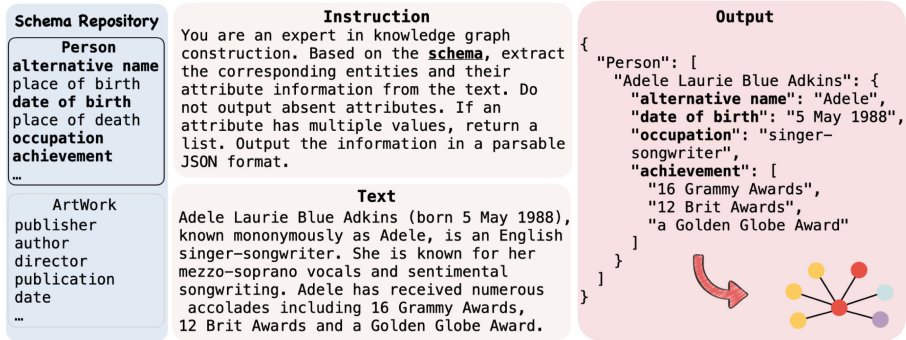 Schema Repository
Person
alternative name
place of birth
date of birth
place of death
occupation
achievement
…
ArtWork
publisher
author
director
publication
date
…
Instruction
You are an expert in knowledge graph
construction. Based on the schema, extract
the corresponding entities and their
attribute information from the text. Do
not output absent attributes. If an
attribute has multiple values, return a
list. Output the information in a parsable
JSON format.
Text
Adele Laurie Blue Adkins (born 5 May 1988),
known mononymously as Adele, is an English
singer-songwriter. She is known for her
mezzo-soprano vocals and sentimental
songwriting. Adele has received numerous
accolades including 16 Grammy Awards,
12 Brit Awards and a Golden Globe Award.
Output
{
"Person": [
"Adele Laurie Blue Adkins": {
"alternative name": "Adele",
"date of birth": "5 May 1988",
"occupation": "singer-
songwriter",
"achievement": [
"16 Grammy Awards",
"12 Brit Awards",
"a Golden Globe Award"
]
}
]
}